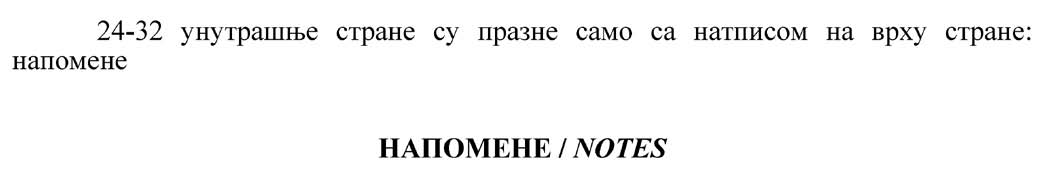 24-32 унутрашње стране су празне само са натписом на врху стране:
напомене
НАПОМЕНЕ / NOTES